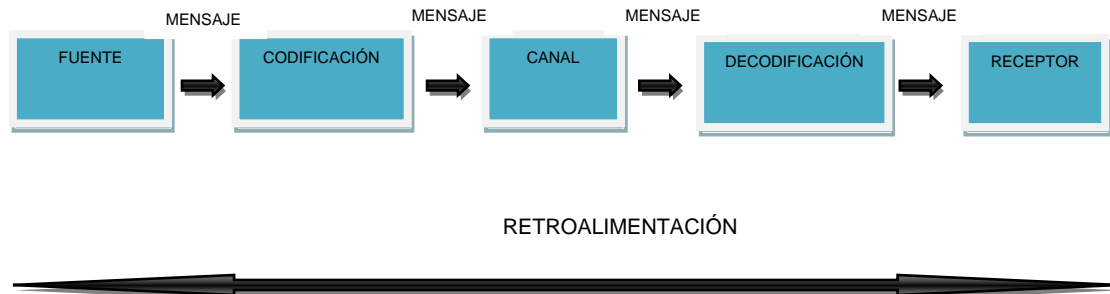 MENSAJE
MENSAJE
MENSAJE
MENSAJE
FUENTE
CODIFICACIÓN
CANAL
DECODIFICACIÓN
RECEPTOR
RETROALIMENTACIÓN